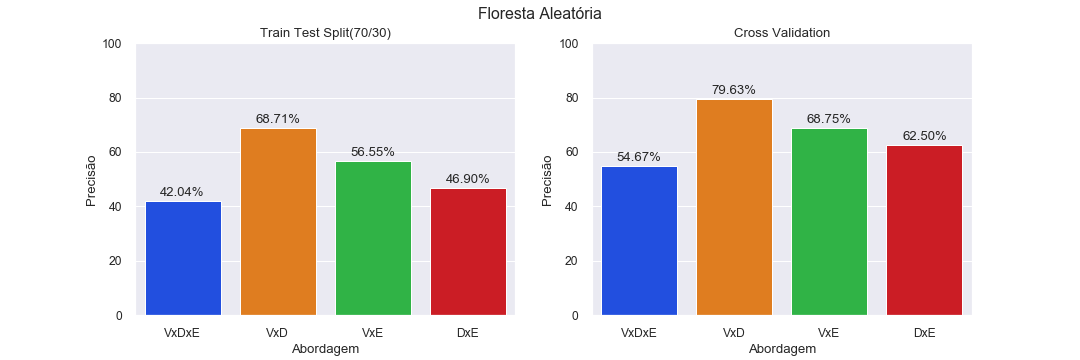 Floresta Aleatória
Train Test Split(70/30)
100
80
60
40
20
0
Precisão
42.04%
68.71%
56.55%
46.90%
VxDxE
VxD
VxE
DxE
Abordagem
Cross Validation
100
80
60
40
20
0
Precisão
54.67%
79.63%
68.75%
62.50%
VxDxE
VxD
VxE
DxE
Abordagem